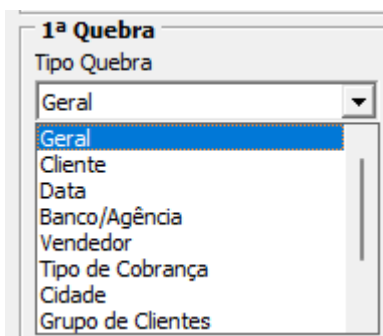 1ª Quebra
Tipo Quebra
Geral
Geral
Cliente
Data
Banco/Agência
Vendedor
Tipo de Cobrança
Cidade
Grupo de Clientes